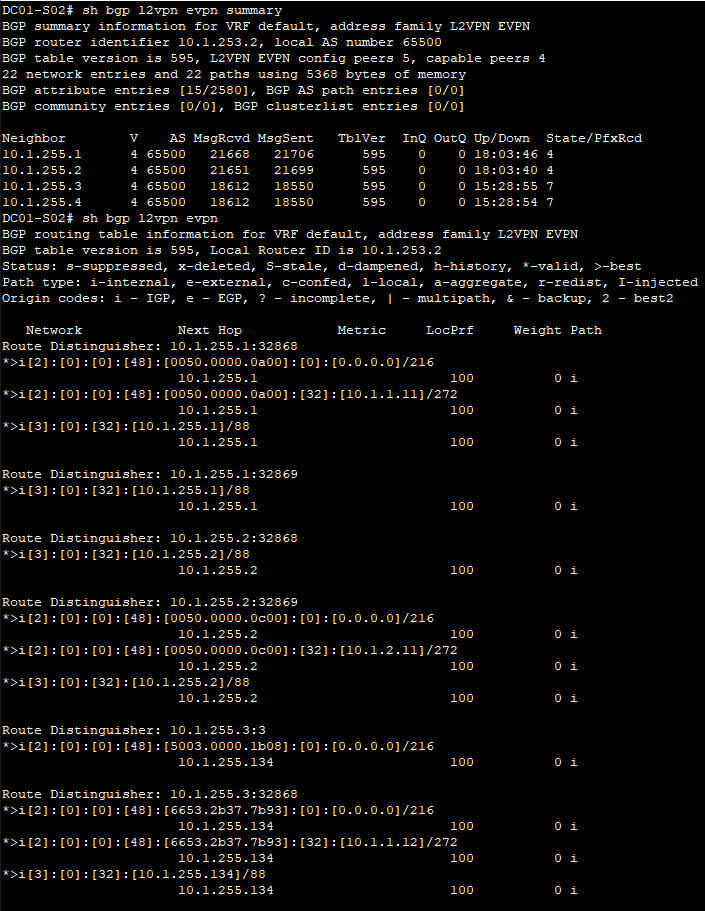 DC01-S02# sh bgp l2vpn evpn summary
BGP summary information for VRF default, address family L2VPN EVPN
BGP router identifier 10.1.253.2, local AS number 65500
BGP table version is 595, L2VPN EVPN config peers 5, capable peers 4
22 network entries and 22 paths using 5368 bytes of memory
BGP attribute entries [15/2580], BGP AS path entries [0/0]
BGP community entries [0/0], BGP clusterlist entries [0/0]

Neighbor        V    AS MsgRcvd MsgSent   TblVer  InQ OutQ Up/Down  State/PfxRcd
10.1.255.1      4 65500   21668   21706      595    0    0 18:03:46 4
10.1.255.2      4 65500   21651   21699      595    0    0 18:03:40 4
10.1.255.3      4 65500   18612   18550      595    0    0 15:28:55 7
10.1.255.4      4 65500   18612   18550      595    0    0 15:28:54 7
DC01-S02# sh bgp l2vpn evpn
BGP routing table information for VRF default, address family L2VPN EVPN
BGP table version is 595, Local Router ID is 10.1.253.2
Status: s-suppressed, x-deleted, S-stale, d-dampened, h-history, *-valid, >-best
Path type: i-internal, e-external, c-confed, l-local, a-aggregate, r-redist, I-injected
Origin codes: i - IGP, e - EGP, ? - incomplete, | - multipath, & - backup, 2 - best2

   Network            Next Hop            Metric     LocPrf     Weight Path
Route Distinguisher: 10.1.255.1:32868
*>i[2]:[0]:[0]:[48]:[0050.0000.0a00]:[0]:[0.0.0.0]/216
                      10.1.255.1                        100          0 i
*>i[2]:[0]:[0]:[48]:[0050.0000.0a00]:[32]:[10.1.1.11]/272
                      10.1.255.1                        100          0 i
*>i[3]:[0]:[32]:[10.1.255.1]/88
                      10.1.255.1                        100          0 i

Route Distinguisher: 10.1.255.1:32869
*>i[3]:[0]:[32]:[10.1.255.1]/88
                      10.1.255.1                        100          0 i

Route Distinguisher: 10.1.255.2:32868
*>i[3]:[0]:[32]:[10.1.255.2]/88
                      10.1.255.2                        100          0 i

Route Distinguisher: 10.1.255.2:32869
*>i[2]:[0]:[0]:[48]:[0050.0000.0c00]:[0]:[0.0.0.0]/216
                      10.1.255.2                        100          0 i
*>i[2]:[0]:[0]:[48]:[0050.0000.0c00]:[32]:[10.1.2.11]/272
                      10.1.255.2                        100          0 i
*>i[3]:[0]:[32]:[10.1.255.2]/88
                      10.1.255.2                        100          0 i

Route Distinguisher: 10.1.255.3:3
*>i[2]:[0]:[0]:[48]:[5003.0000.1b08]:[0]:[0.0.0.0]/216
                      10.1.255.134                      100          0 i

Route Distinguisher: 10.1.255.3:32868
*>i[2]:[0]:[0]:[48]:[6653.2b37.7b93]:[0]:[0.0.0.0]/216
                      10.1.255.134                      100          0 i
*>i[2]:[0]:[0]:[48]:[6653.2b37.7b93]:[32]:[10.1.1.12]/272
                      10.1.255.134                      100          0 i
*>i[3]:[0]:[32]:[10.1.255.134]/88
                      10.1.255.134                      100          0 i